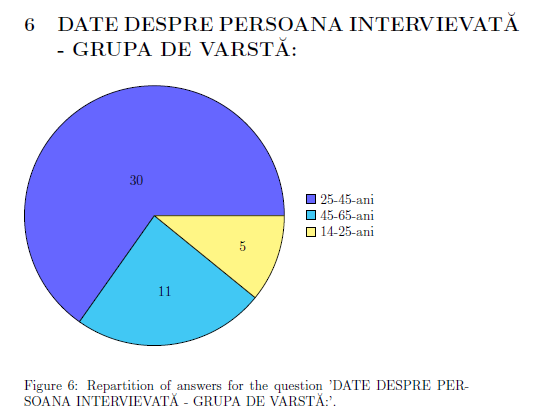 6 DATE DESPRE PERSOANA INTERVIEVATĂ
- GRUPA DE VARSTĂ:
30
25-45-ani
45-65-ani
14-25-ani
5
11
Figure 6: Repartition of answers for the question 'DATE DESPRE PER-
SOANA INTERVIEVATĂ - GRUPA DE VARSTĂ:'.